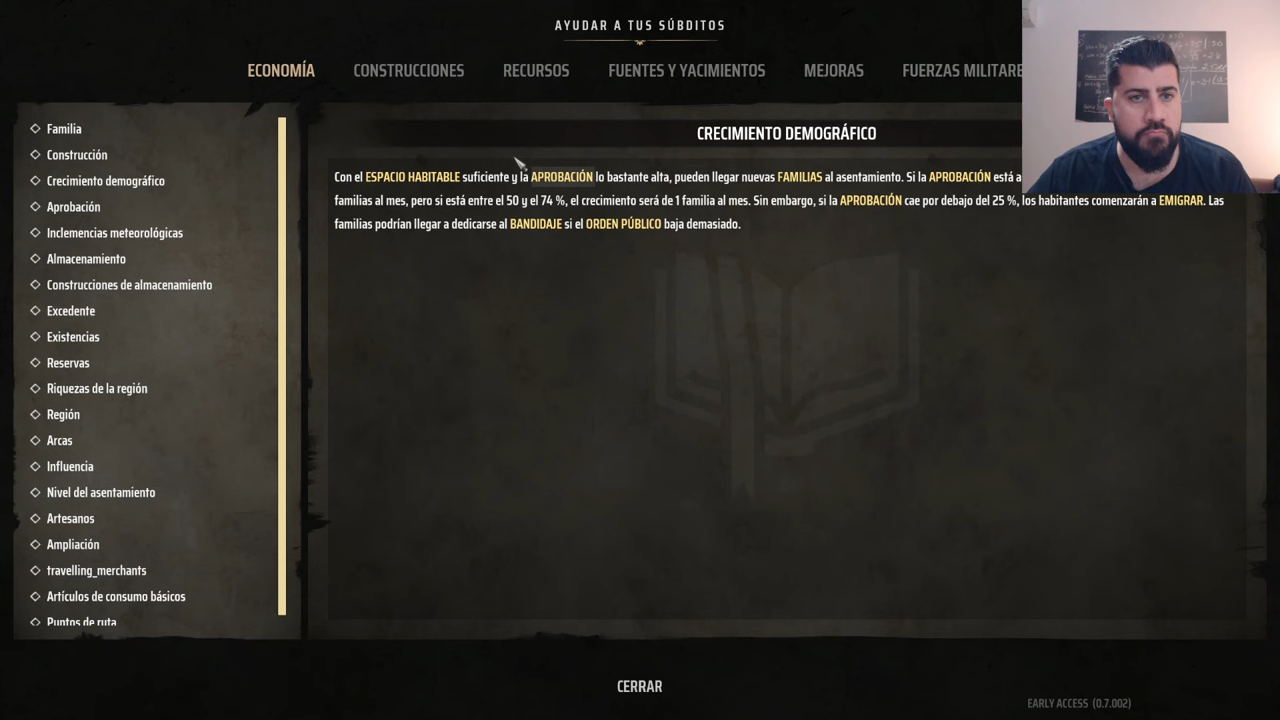 AYUDAR A TUS SÚBDITOS
ECONOMÍA CONSTRUCCIONES RECURSOS FUENTES Y YACIMIENTOS MEJORAS FUERZAS MILITARE
Familia
Construcción
Crecimiento demográfico
Aprobación
Inclemencias meteorológicas
Almacenamiento
Construcciones de almacenamiento
Excedente
Existencias
Reservas
Riquezas de la región
Región
Arcas
Influencia
Nivel del asentamiento
Artesanos
Ampliación
travelling_merchants
Artículos de consumo básicos
Puntos de ruta
CRECIMIENTO DEMOGRÁFICO
Con el ESPACIO HABITABLE suficiente y la APROBACIÓN lo bastante alta, pueden llegar nuevas FAMILIAS al asentamiento. Si la APROBACIÓN está a
familias al mes, pero si está entre el 50 y el 74 %, el crecimiento será de 1 familia al mes. Sin embargo, si la APROBACIÓN cae por debajo del 25 %, los habitantes comenzarán a EMIGRAR. Las
familias podrían llegar a dedicarse al BANDIDAJE si el ORDEN PÚBLICO baja demasiado.
CERRAR
EARLY ACCESS (0.7.002)